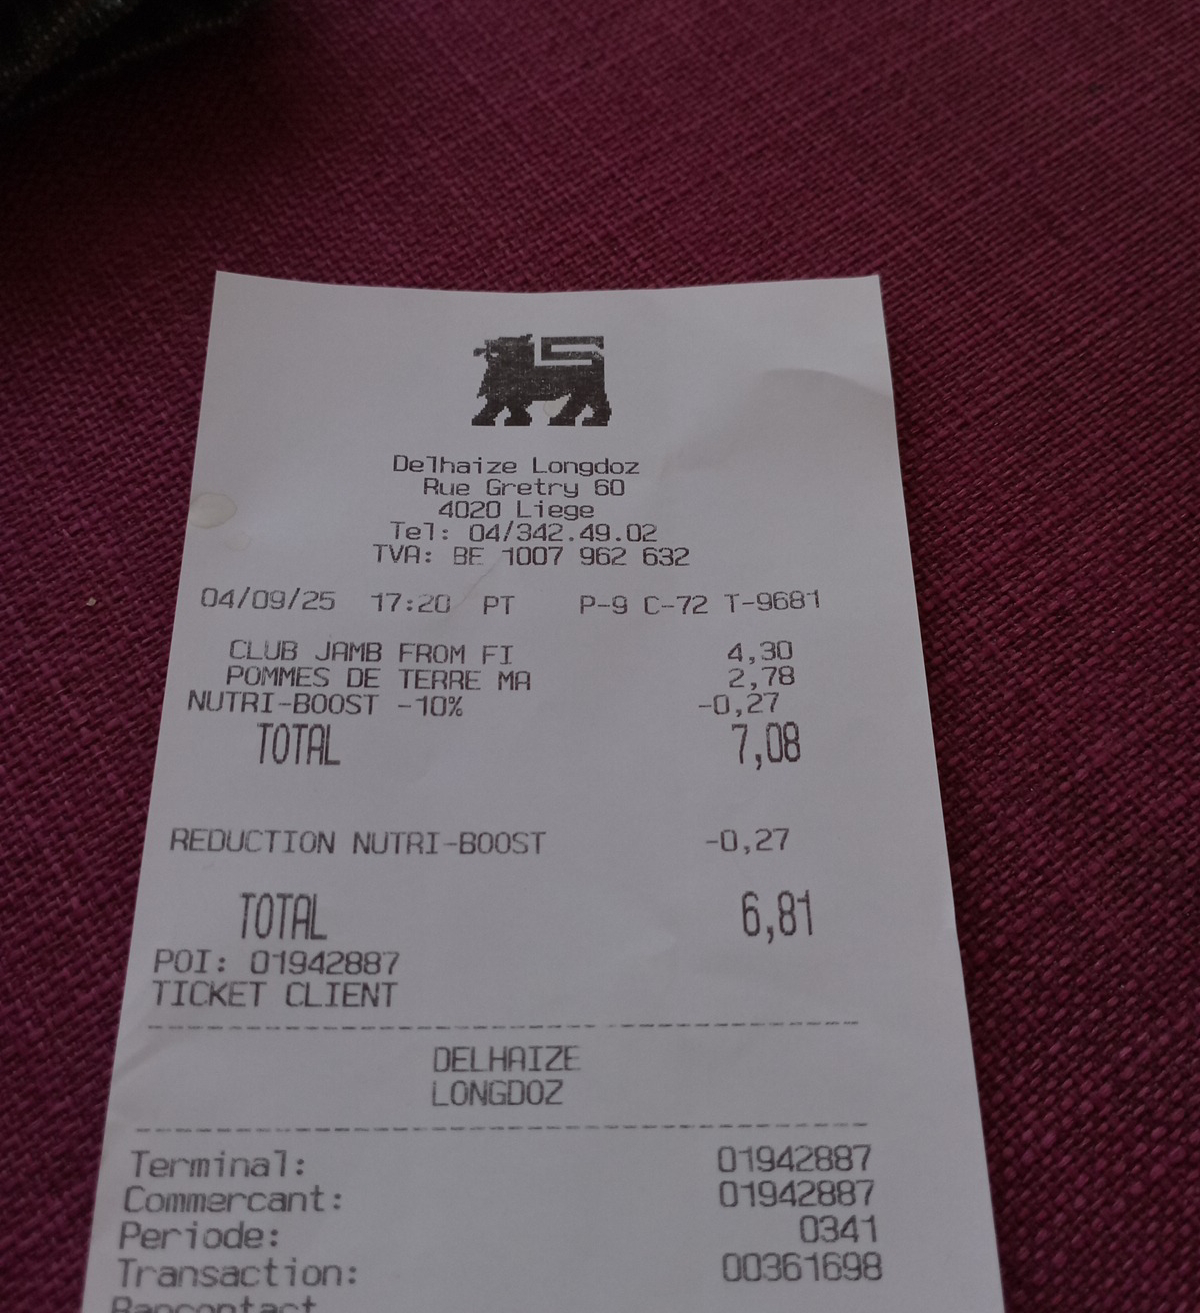 Delhaize Longdoz
Rue Gretry 60
4020 Liege
Tel: 04/342.49.02
TVA: BE 1007 962 632
04/09/25 17:20 PT P-9 C-72 T-9681
CLUB JAMB FROM FI 4,30
POMMES DE TERRE MA 2,78
NUTRI-BOOST -10% -0,27
TOTAL 7,08
REDUCTION NUTRI-BOOST -0,27
TOTAL 6,81
POI: 01942887
TICKET CLIENT
DELHAIZE
LONGDOZ
Terminal: 01942887
Commercant: 01942887
Periode: 0341
Transaction: 00361698
Bancontact